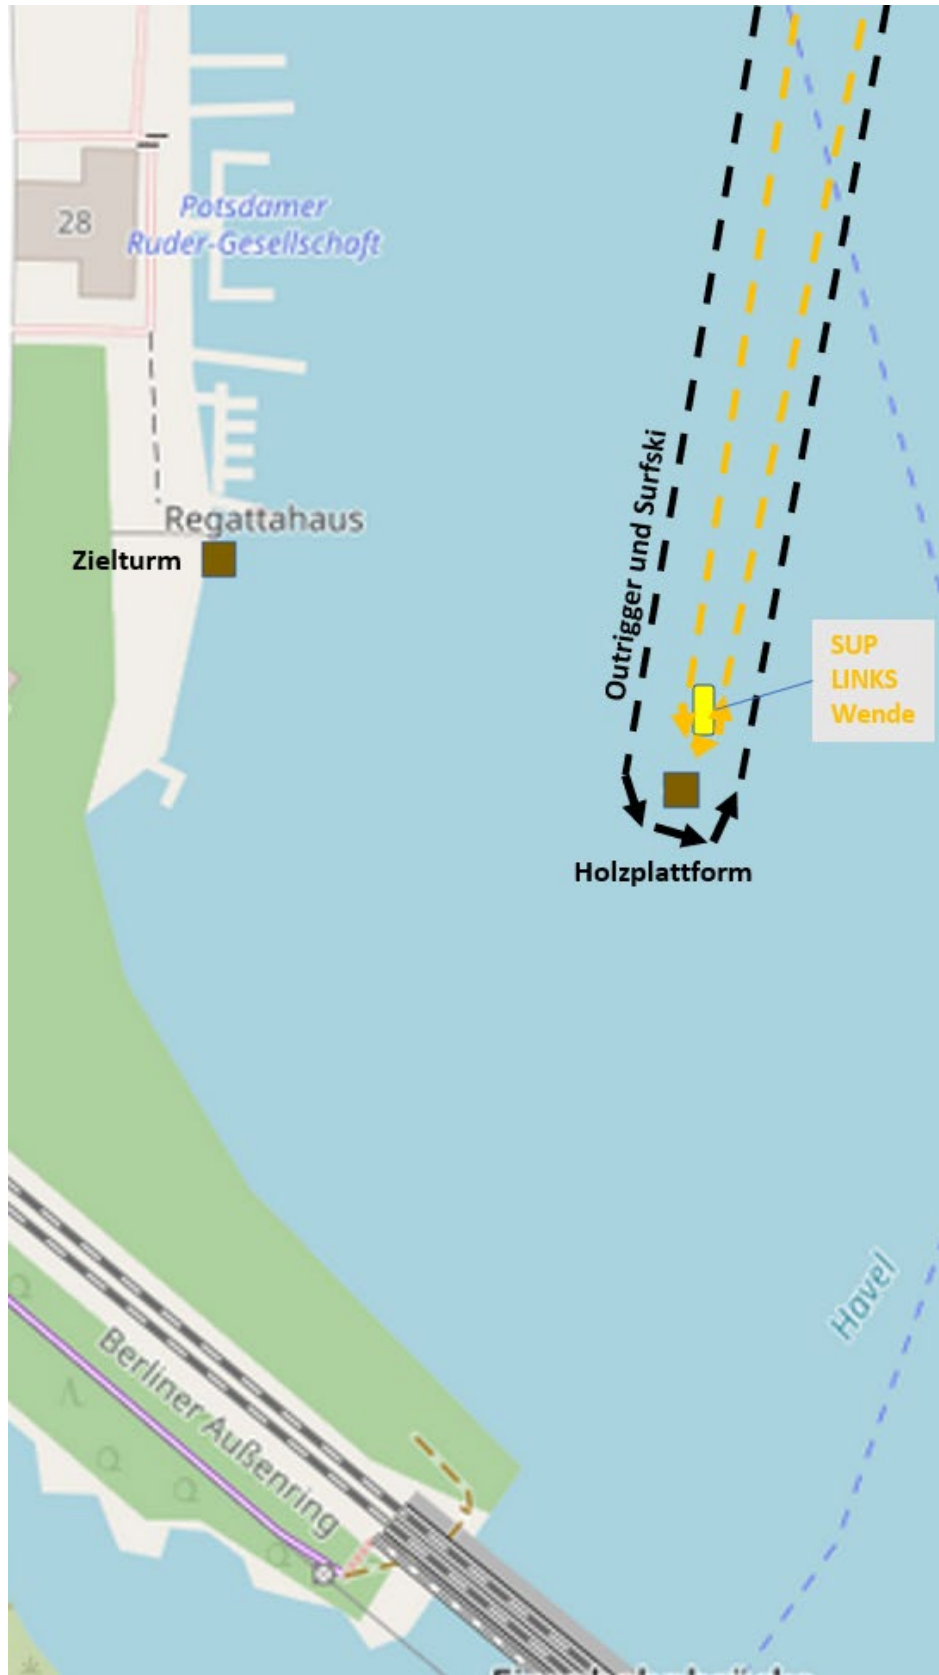 28
Potsdamer
Ruder-Gesellschaft
Regattahaus
Zielturm
Outrigger und Surfski
SUP
LINKS
Wende
Holzplattform
Havel
Berliner Außenring